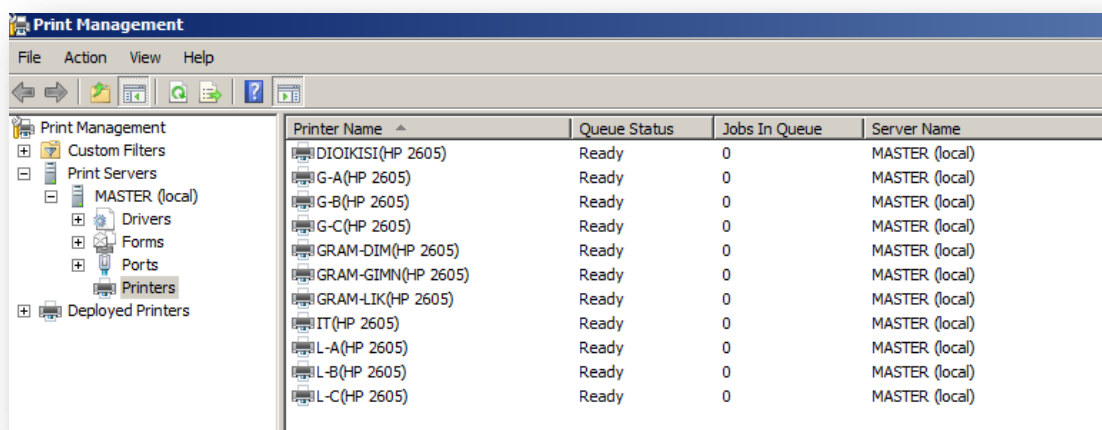 Print Management
File Action View Help
Print Management
Custom Filters
Print Servers
MASTER (local)
Drivers
Forms
Ports
Printers
Deployed Printers
Printer Name Queue Status Jobs In Queue Server Name
DIOIKISI(HP 2605) Ready 0 MASTER (local)
G-A(HP 2605) Ready 0 MASTER (local)
G-B(HP 2605) Ready 0 MASTER (local)
G-C(HP 2605) Ready 0 MASTER (local)
GRAM-DIM(HP 2605) Ready 0 MASTER (local)
GRAM-GIMN(HP 2605) Ready 0 MASTER (local)
GRAM-LIK(HP 2605) Ready 0 MASTER (local)
IT(HP 2605) Ready 0 MASTER (local)
L-A(HP 2605) Ready 0 MASTER (local)
L-B(HP 2605) Ready 0 MASTER (local)
L-C(HP 2605) Ready 0 MASTER (local)